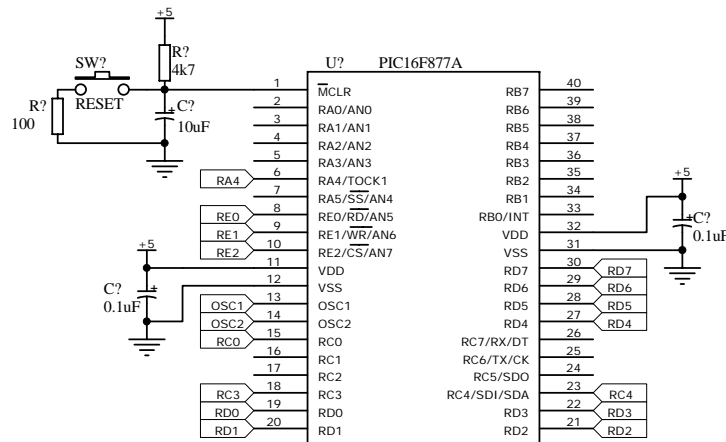 +5
R?
4k7
SW?
RESET
R?
100
C?
10uF
U? PIC16F877A
1 MCLR RB7 40
2 RA0/AN0 RB6 39
3 RA1/AN1 RB5 38
4 RA2/AN2 RB4 37
5 RA3/AN3 RB3 36
RA4 6 RA4/TOCK1 RB2 35
7 RA5/SS/AN4 RB1 34
RE0 8 RE0/RD/AN5 RB0/INT 33
RE1 9 RE1/WR/AN6 VDD 32
RE2 10 RE2/CS/AN7 VSS 31
11 VDD RD7 30 RD7
12 VSS RD6 29 RD6
OSC1 13 OSC1 RD5 28 RD5
OSC2 14 OSC2 RD4 27 RD4
RC0 15 RC0 RC7/RX/DT 26
16 RC1 RC6/TX/CK 25
17 RC2 RC5/SDO 24
RC3 18 RC3 RC4/SDI/SDA 23 RC4
RD0 19 RD0 RD3 22 RD3
RD1 20 RD1 RD2 21 RD2
+5
C?
0.1uF
+5
C?
0.1uF
+
+
+